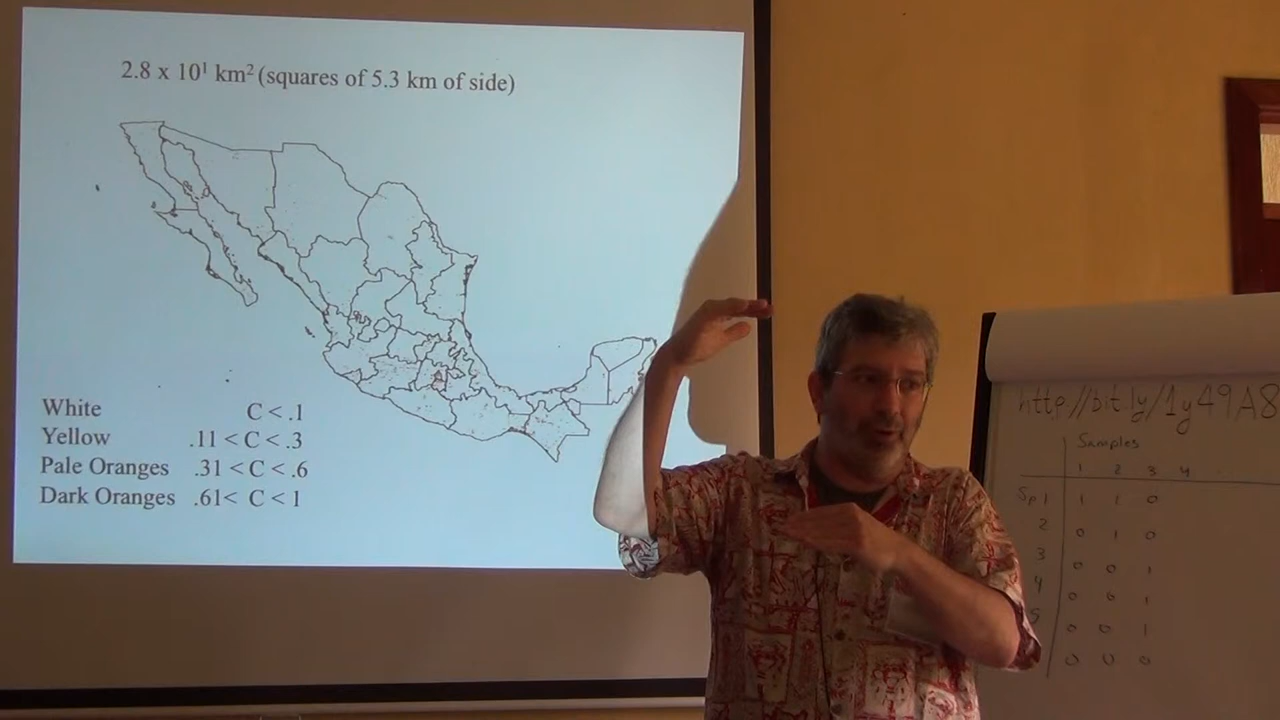 2.8 x 10¹ km² (squares of 5.3 km of side)
White C < .1
Yellow .11 < C < .3
Pale Oranges .31 < C < .6
Dark Oranges .61< C < 1
http://bit.ly/1y49A8
Samples
1 2 3 4
Sp 1 1 1 0
2 0 1 0
3 0 0 1
4 0 0 1
5 0 0 1
0 0 0